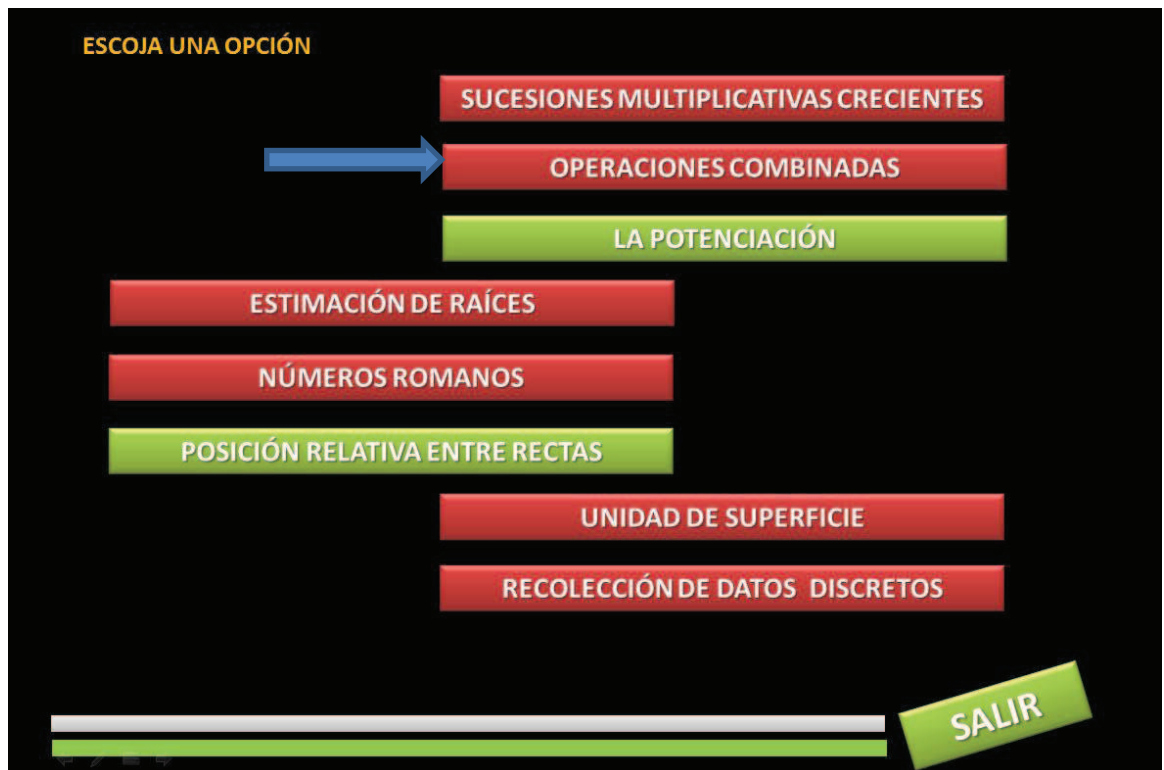 ESCOJA UNA OPCIÓN
SUCESIONES MULTIPLICATIVAS CRECIENTES
OPERACIONES COMBINADAS
LA POTENCIACIÓN
ESTIMACIÓN DE RAÍCES
NÚMEROS ROMANOS
POSICIÓN RELATIVA ENTRE RECTAS
UNIDAD DE SUPERFICIE
RECOLECCIÓN DE DATOS DISCRETOS
SALIR